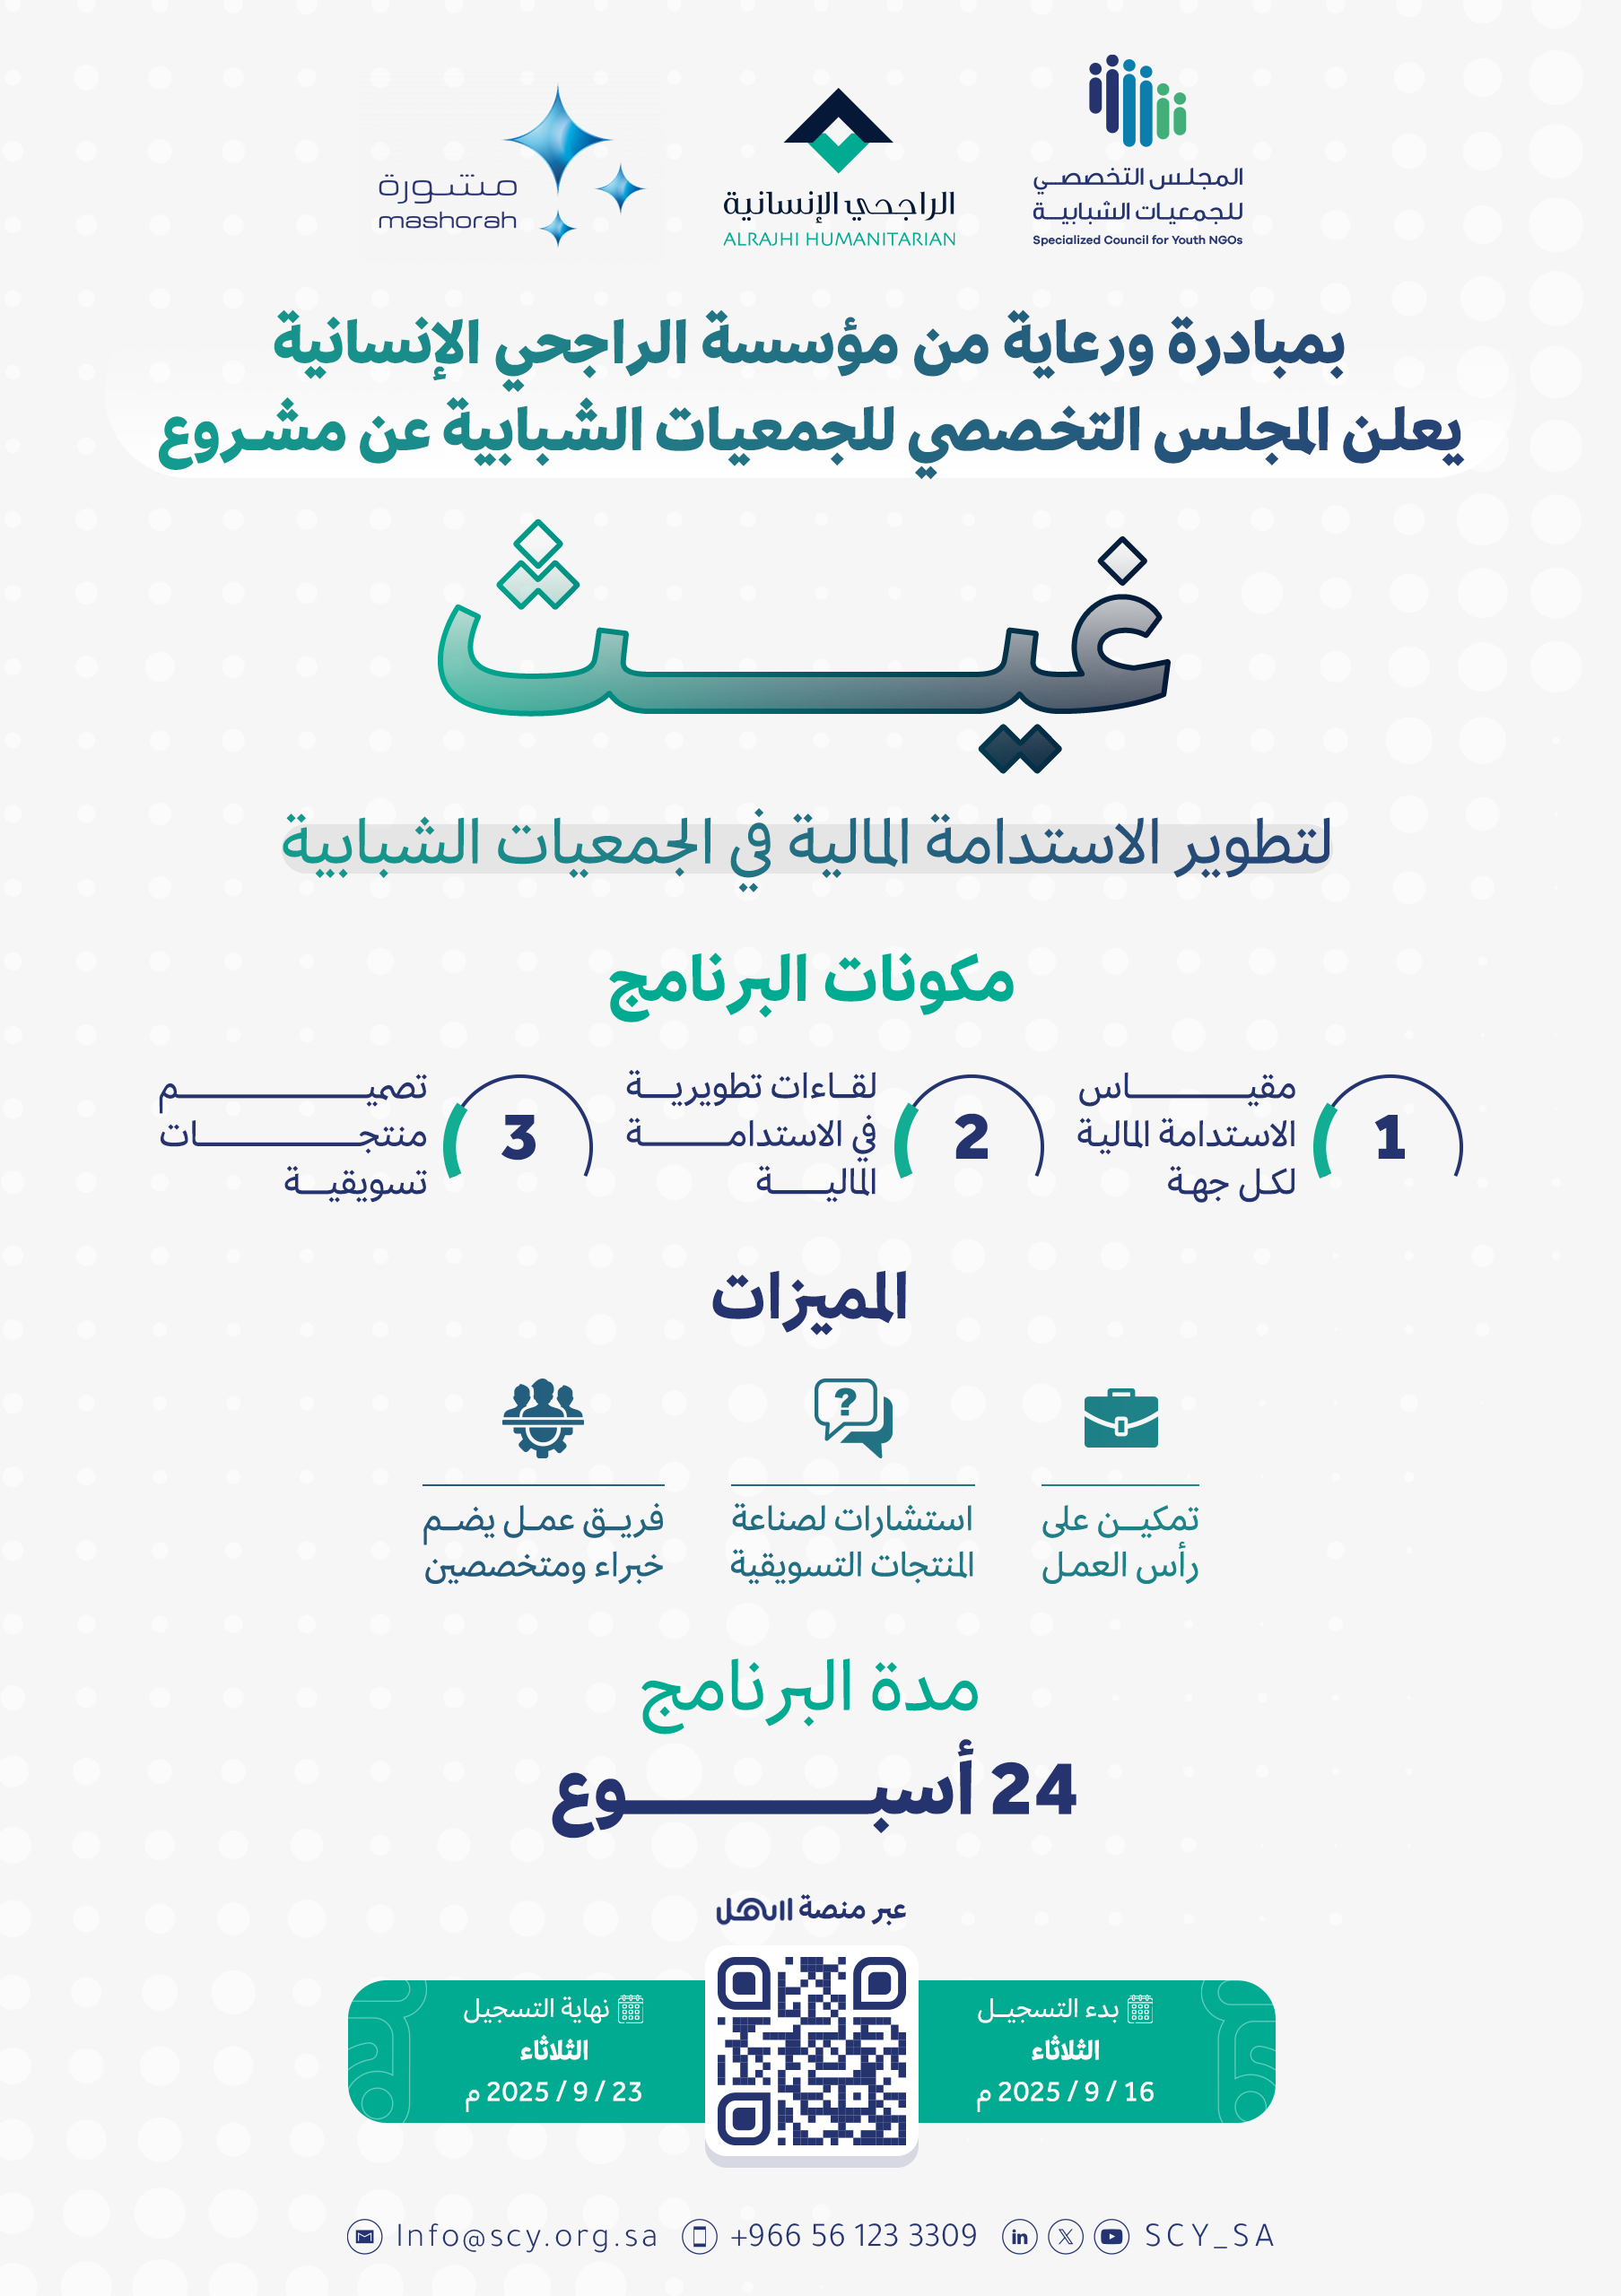 المجلس التخصصي
للجمعيات الشبابية
Specialized Council for Youth NGOs
الراجحي الإنسانية
ALRAJHI HUMANITARIAN
مشورة
mashorah
بمبادرة ورعاية من مؤسسة الراجحي الإنسانية
يعلن المجلس التخصصي للجمعيات الشبابية عن مشروع
غيث
لتطوير الاستدامة المالية في الجمعيات الشبابية
مكونات البرنامج
1
مقياس
الاستدامة المالية
لكل جهة
2
لقاءات تطويرية
في الاستدامة
المالية
3
تصميم
منتجات
تسويقية
المميزات
تمكين على
رأس العمل
استشارات لصناعة
المنتجات التسويقية
فريق عمل يضم
خبراء ومتخصصين
مدة البرنامج
24 أسبوع
عبر منصة المنهل
بدء التسجيل
الثلاثاء
16 / 9 / 2025 م
نهاية التسجيل
الثلاثاء
23 / 9 / 2025 م
Info@scy.org.sa +966 56 123 3309 SCY_SA